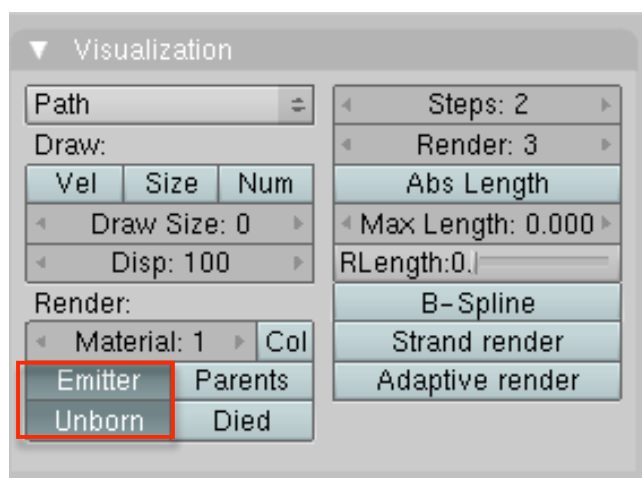 Visualization
Path
Draw:
Vel Size Num
Draw Size: 0
Disp: 100
Render:
Material: 1 Col
Emitter Parents
Unborn Died
Steps: 2
Render: 3
Abs Length
Max Length: 0.000
RLength:0.
B-Spline
Strand render
Adaptive render